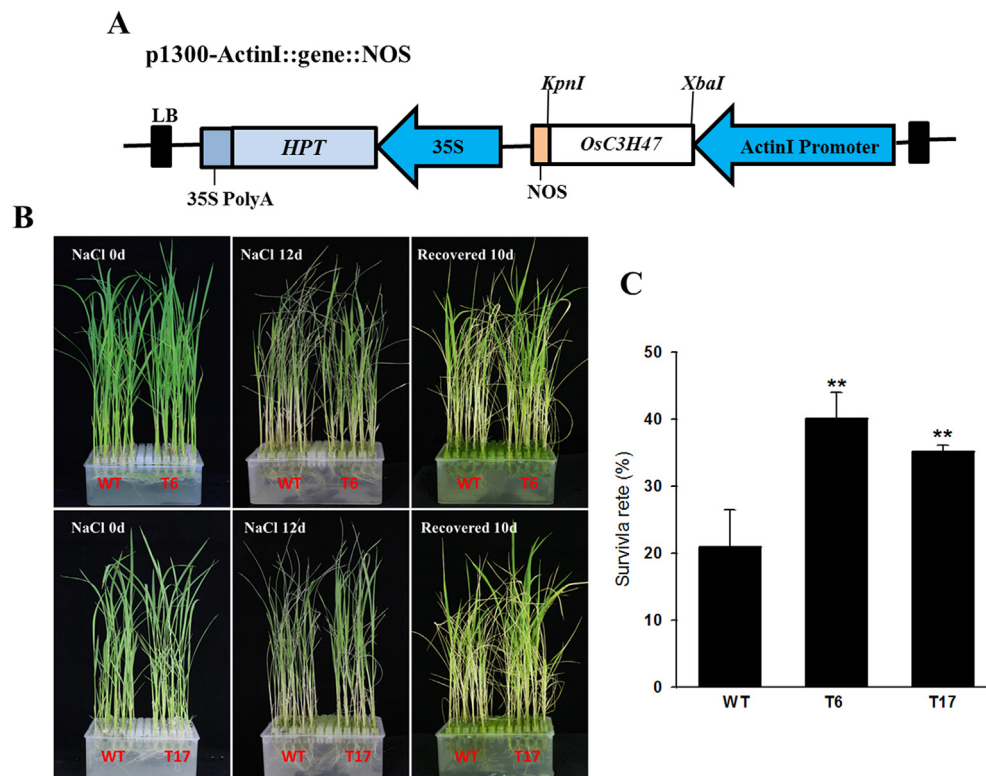 A
p1300-ActinI::gene::NOS
KpnI
XbaI
LB
HPT
35S
OsC3H47
ActinI Promoter
35S PolyA
NOS
B
NaCl 0d
NaCl 12d
Recovered 10d
WT
T6
WT
T6
WT
T6
NaCl 0d
NaCl 12d
Recovered 10d
WT
T17
WT
T17
WT
T17
C
Survivla rete (%)
50
40
30
20
10
0
**
**
WT
T6
T17